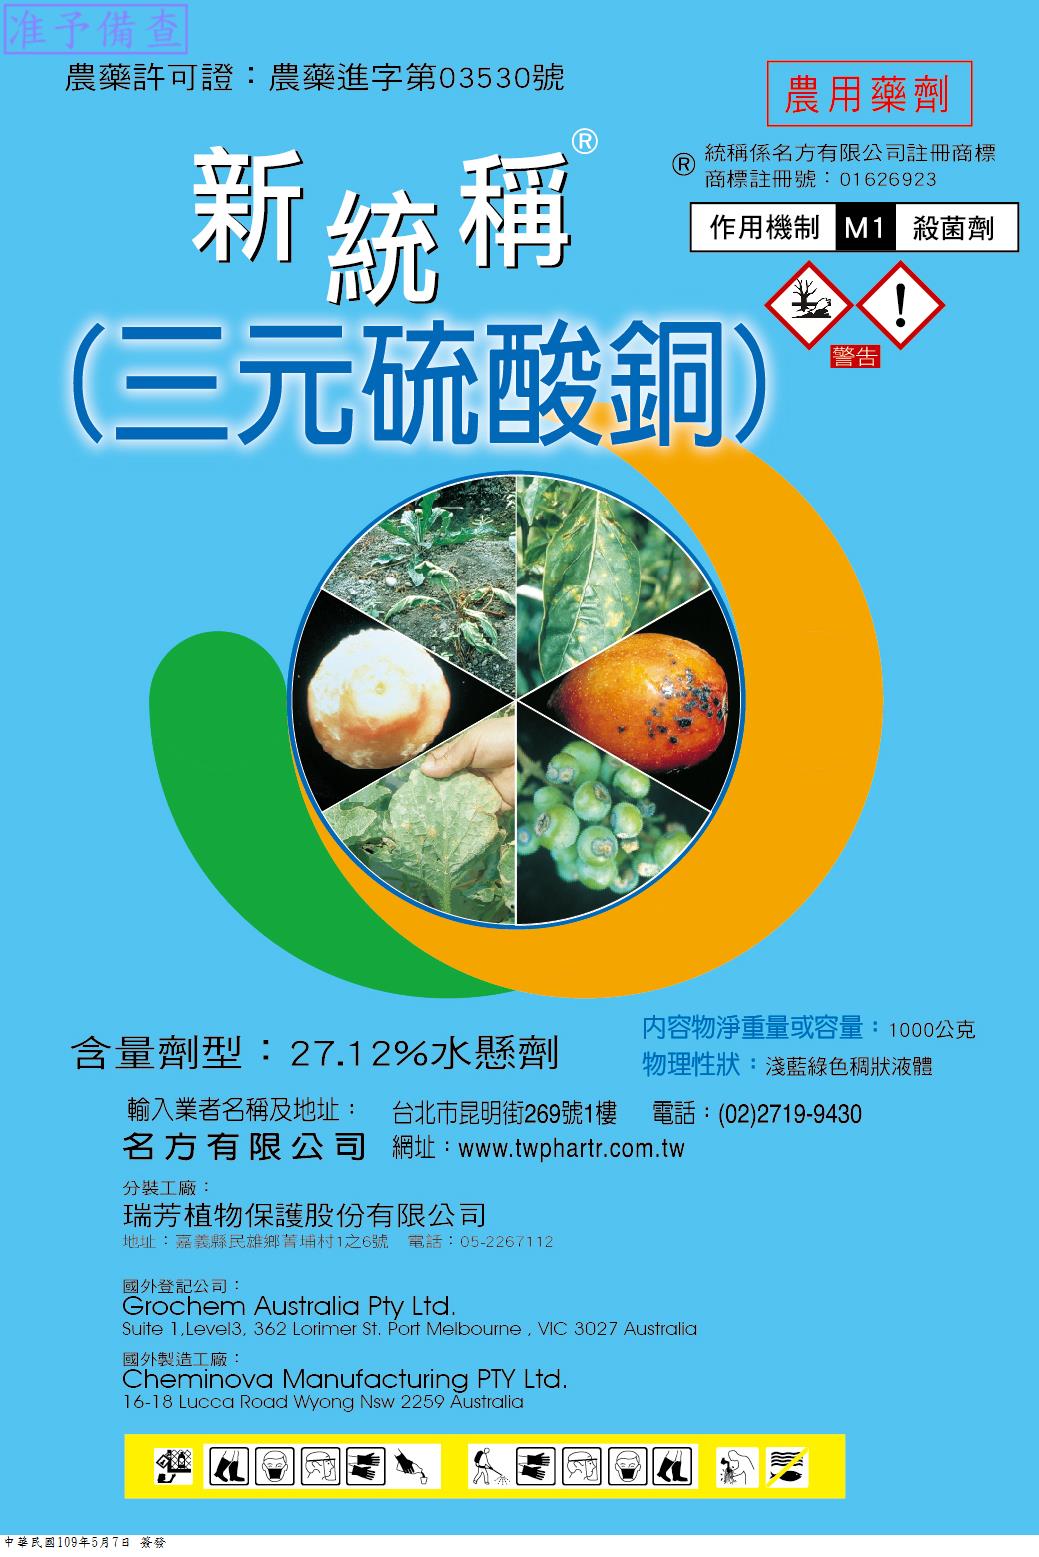 准予備查
農藥許可證：農藥進字第03530號
農用藥劑
新統稱®
® 統稱係名方有限公司註冊商標
商標註冊號：01626923
作用機制 M1 殺菌劑
警告
(三元硫酸銅)
含量劑型：27.12%水懸劑
內容物淨重量或容量：1000公克
物理性狀：淺藍綠色稠狀液體
輸入業者名稱及地址： 台北市昆明街269號1樓 電話：(02)2719-9430
名方有限公司 網址：www.twphartr.com.tw
分裝工廠：
瑞芳植物保護股份有限公司
地址：嘉義縣民雄鄉菁埔村1之6號 電話：05-2267112
國外登記公司：
Grochem Australia Pty Ltd.
Suite 1,Level3, 362 Lorimer St. Port Melbourne , VIC 3027 Australia
國外製造工廠：
Cheminova Manufacturing PTY Ltd.
16-18 Lucca Road Wyong Nsw 2259 Australia
中華民國109年5月7日 簽發